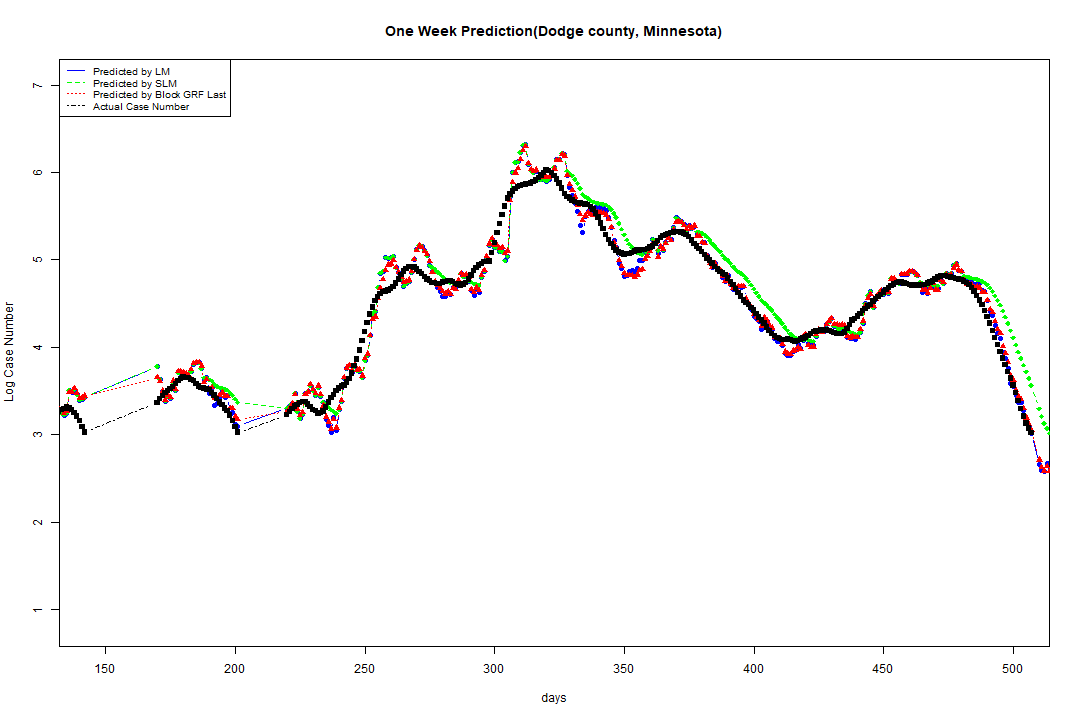 One Week Prediction(Dodge county, Minnesota)
Predicted by LM
Predicted by SLM
Predicted by Block GRF Last
Actual Case Number
Log Case Number
7
6
5
4
3
2
1
150 200 250 300 350 400 450 500
days